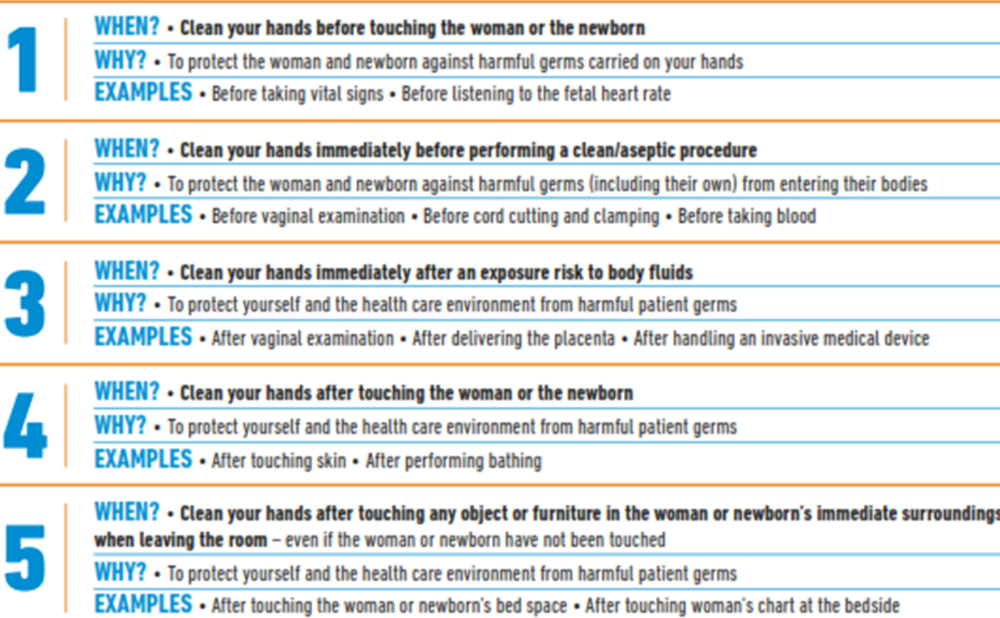 1
WHEN? • Clean your hands before touching the woman or the newborn
WHY? • To protect the woman and newborn against harmful germs carried on your hands
EXAMPLES • Before taking vital signs • Before listening to the fetal heart rate
2
WHEN? • Clean your hands immediately before performing a clean/aseptic procedure
WHY? • To protect the woman and newborn against harmful germs (including their own) from entering their bodies
EXAMPLES • Before vaginal examination • Before cord cutting and clamping • Before taking blood
3
WHEN? • Clean your hands immediately after an exposure risk to body fluids
WHY? • To protect yourself and the health care environment from harmful patient germs
EXAMPLES • After vaginal examination • After delivering the placenta • After handling an invasive medical device
4
WHEN? • Clean your hands after touching the woman or the newborn
WHY? • To protect yourself and the health care environment from harmful patient germs
EXAMPLES • After touching skin • After performing bathing
5
WHEN? • Clean your hands after touching any object or furniture in the woman or newborn's immediate surroundings
when leaving the room – even if the woman or newborn have not been touched
WHY? • To protect yourself and the health care environment from harmful patient germs
EXAMPLES • After touching the woman or newborn's bed space • After touching woman's chart at the bedside